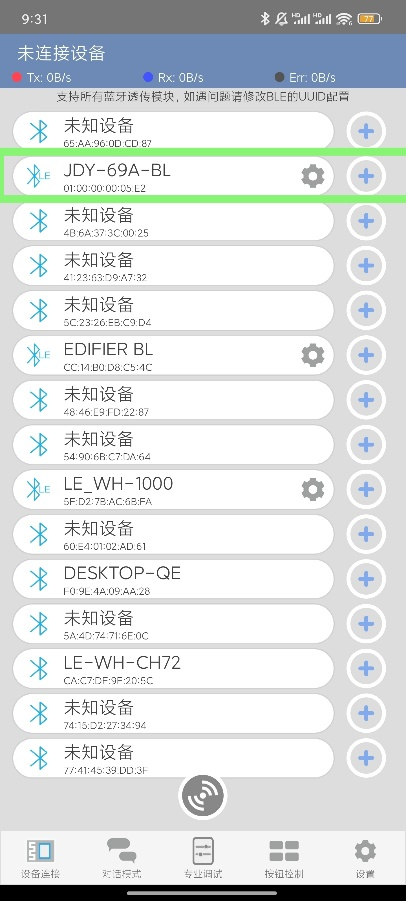 9:31
HD HD 77
未连接设备
Tx: 0B/s Rx: 0B/s Err: 0B/s
支持所有蓝牙透传模块, 如遇问题请修改BLE的UUID配置
未知设备
65:AA:96:0D:CD:87
LE JDY-69A-BL
01:00:00:00:05:E2
未知设备
4B:6A:37:3C:00:25
未知设备
41:23:63:D9:A7:32
未知设备
5C:23:26:EB:C9:D4
LE EDIFIER BL
CC:14:B0:D8:C5:4C
未知设备
48:46:E9:FD:22:87
未知设备
54:90:6B:C7:DA:64
LE LE_WH-1000
5F:D2:7B:AC:6B:FA
未知设备
60:E4:01:02:AD:61
DESKTOP-QE
F0:9E:4A:09:AA:28
未知设备
5A:4D:74:71:6E:0C
LE-WH-CH72
CA:C7:DF:9F:20:5C
未知设备
74:15:D2:27:34:94
未知设备
77:41:45:39:DD:3F
设备连接 对话模式 专业调试 按钮控制 设置